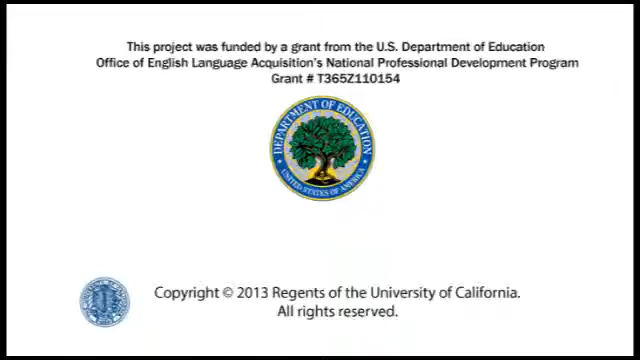 This project was funded by a grant from the U.S. Department of Education
Office of English Language Acquisition's National Professional Development Program
Grant # T365Z110154
DEPARTMENT OF EDUCATION
UNITED STATES OF AMERICA
Copyright © 2013 Regents of the University of California.
All rights reserved.